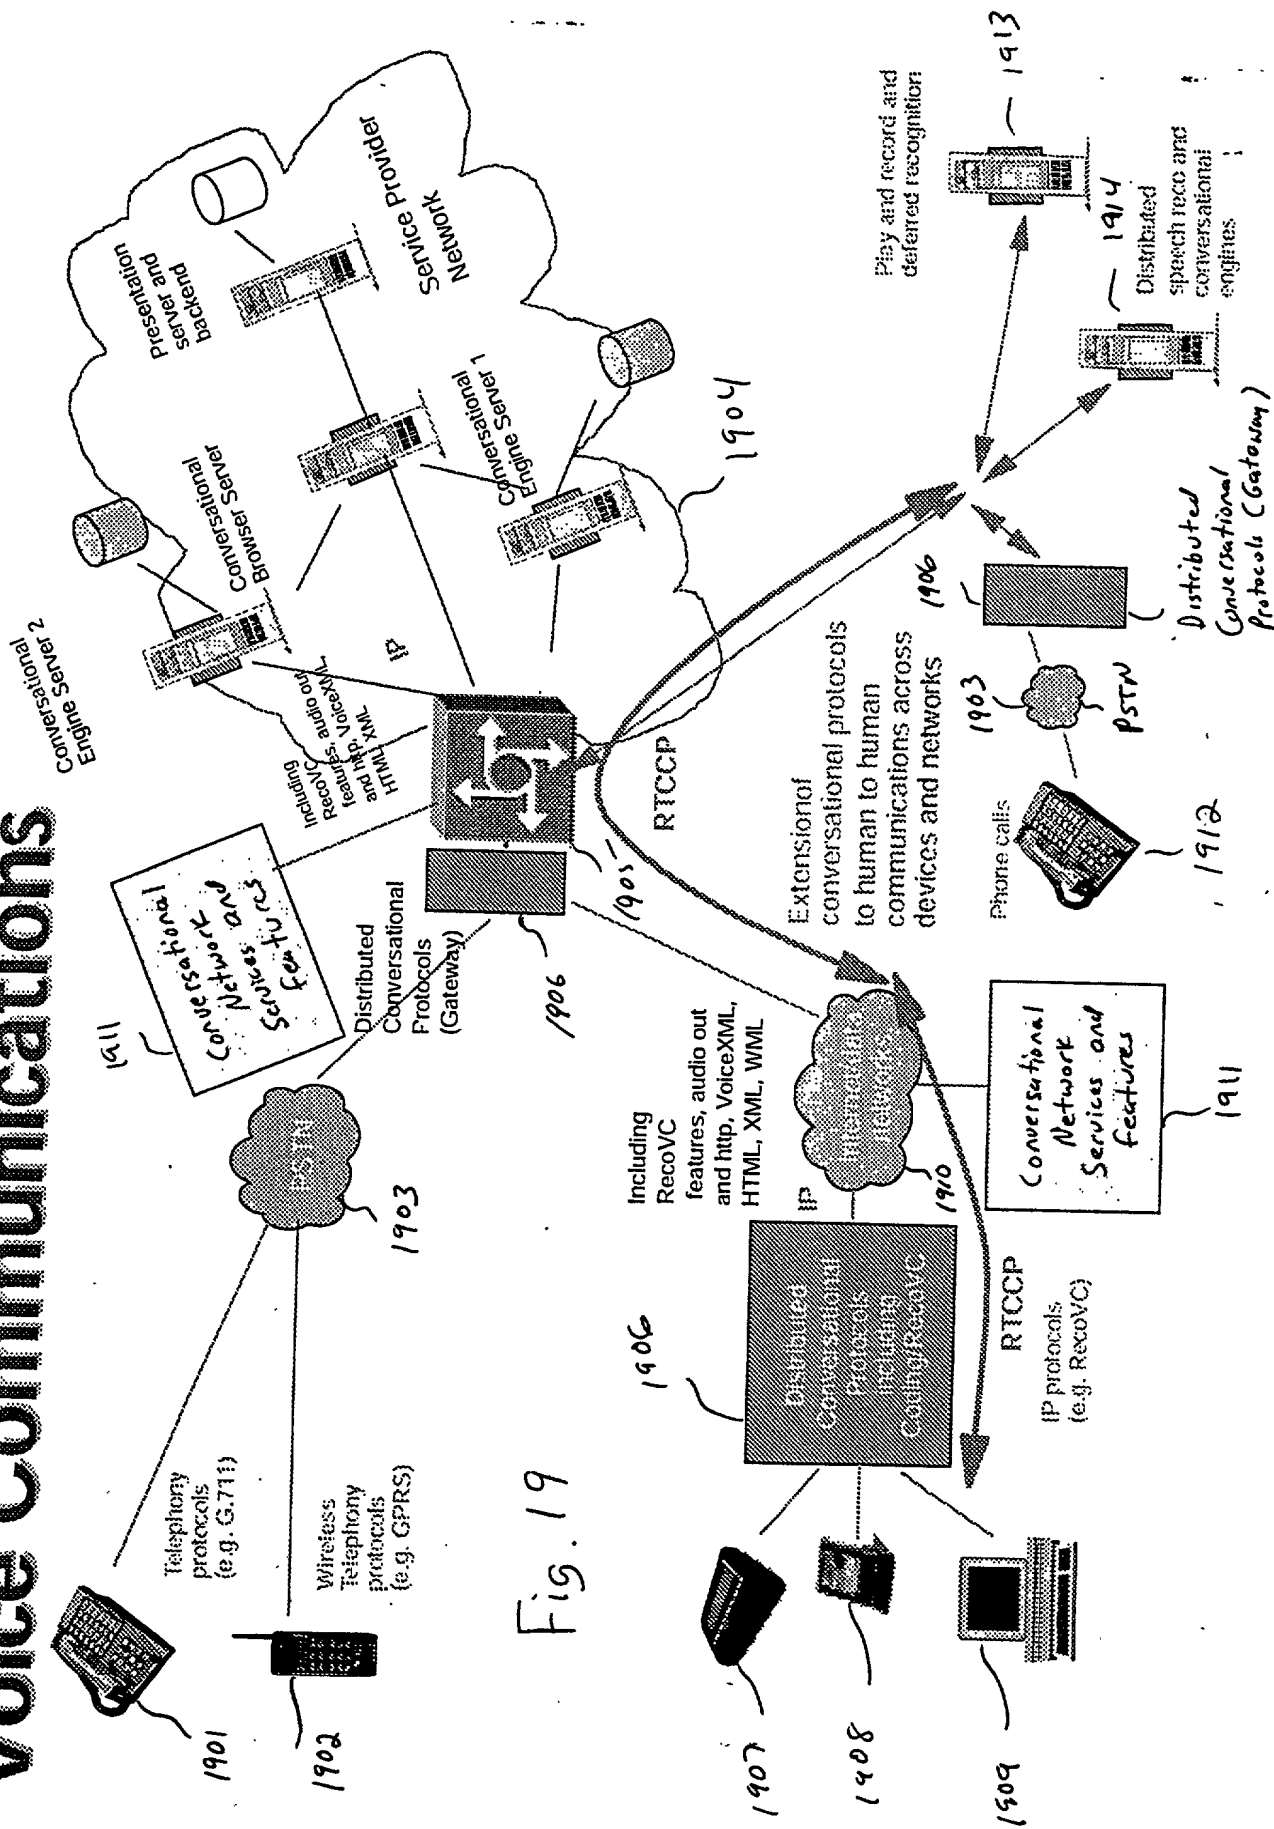 Voice Communications
Conversational
Engine Server 2
Conversational
Browser Server
Presentation
server and
backend
Service Provider
Network
Conversational
Engine Server 1
1904
1911
Conversational
Network
Services and
features
Including
RecoVC
features, audio out
and http, VoiceXML,
HTML, XML
IP
Telephony
protocols
(e.g. G.711)
1901
Wireless
Telephony
protocols
(e.g. GPRS)
1902
PSTN
1903
Distributed
Conversational
Protocols
(Gateway)
1906
1905
RTCCP
Fig. 19
Including
RecoVC
features, audio out
and http, VoiceXML,
HTML, XML, WML
IP
1906
Distributed
Conversational
Protocols
Including
Coding/RecoVC
1910
Networks
Extension of
conversational protocols
to human to human
communications across
devices and networks
Play and record and
deferred recognition
1913
1914
Distributed
speech reco and
conversational
engines
1906
Distributed
Conversational
Protocols (Gateway)
1903
PSTN
Phone calls
1912
Conversational
Network
Services and
features
1911
RTCCP
IP protocols
(e.g. RecoVC)
1907
1908
1909